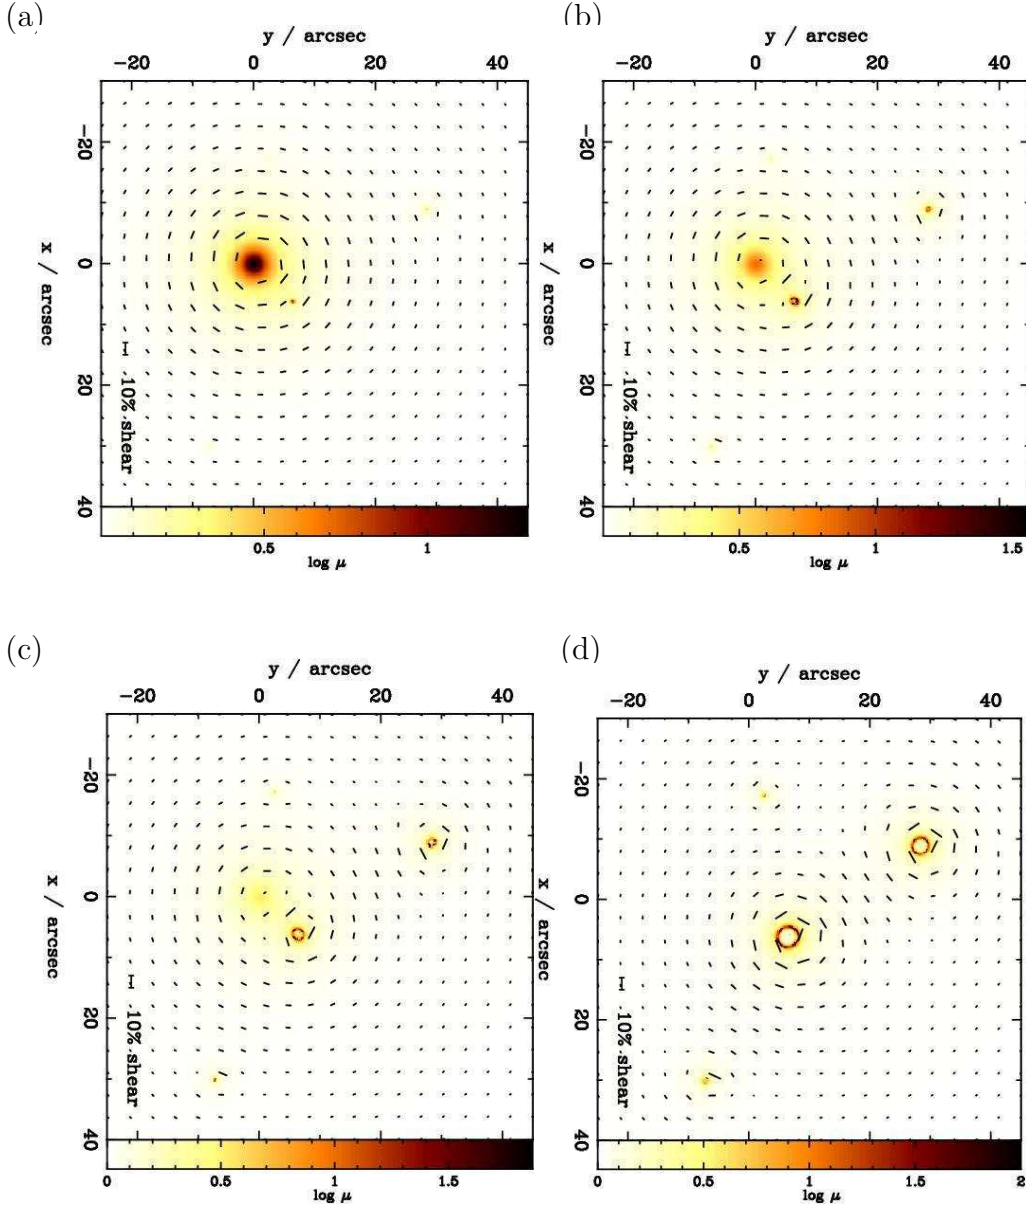 (a) (b)
y / arcsec y / arcsec
-20 0 20 40 -20 0 20 40
-20 -20
0 0
x / arcsec x / arcsec
20 20
10% shear 10% shear
40 40
0.5 1 0.5 1 1.5
log μ log μ
(c) (d)
y / arcsec y / arcsec
-20 0 20 40 -20 0 20 40
-20 -20
0 0
x / arcsec x / arcsec
20 20
10% shear 10% shear
40 40
0 0.5 1 1.5 0 0.5 1 1.5 2
log μ log μ